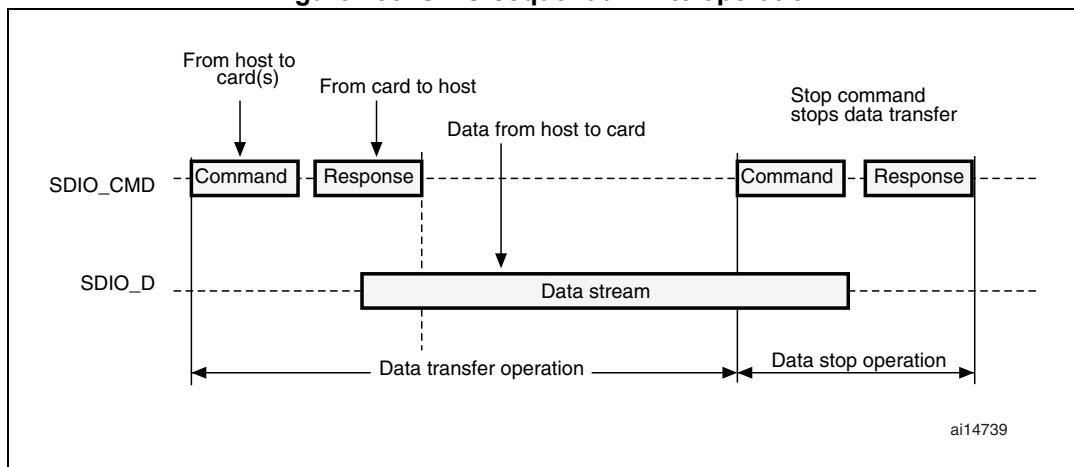 From host to
card(s)
From card to host
Data from host to card
Stop command
stops data transfer
SDIO_CMD
Command
Response
Command
Response
SDIO_D
Data stream
Data transfer operation
Data stop operation
ai14739